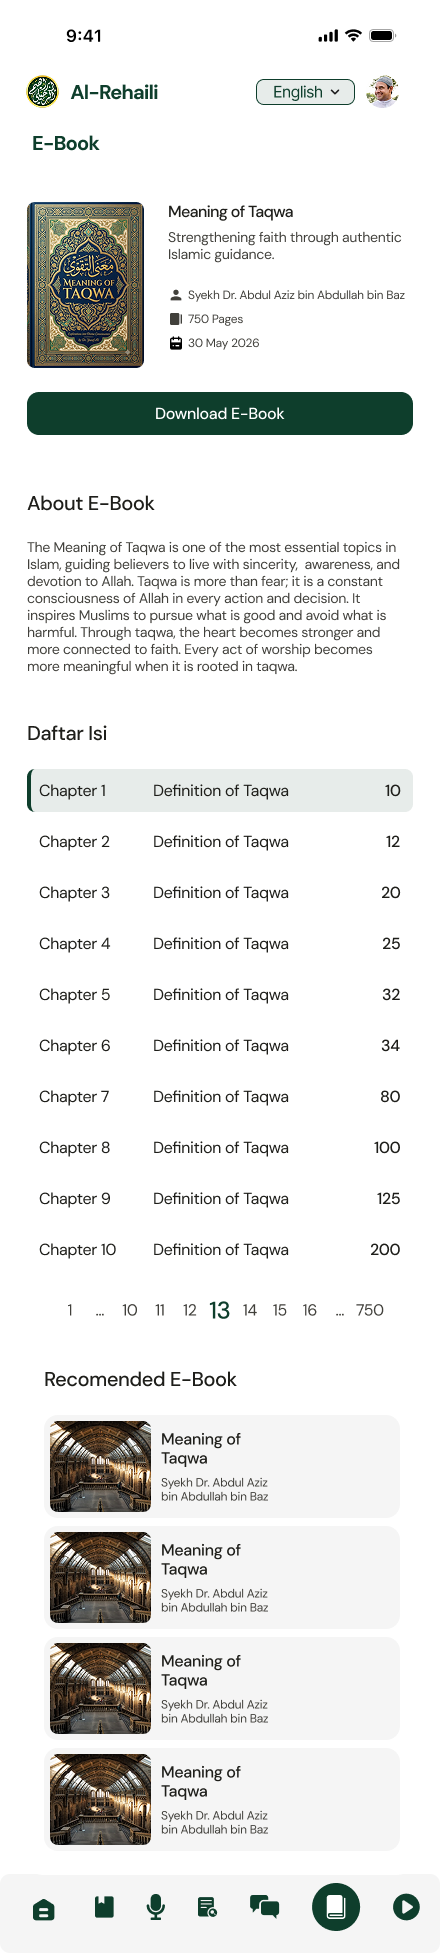 9:41
Al-Rehaili
English
E-Book
معنى التقوى
MEANING OF
TAQWA
Meaning of Taqwa
Strengthening faith through authentic
Islamic guidance.
Syekh Dr. Abdul Aziz bin Abdullah bin Baz
750 Pages
30 May 2026
Download E-Book
About E-Book
The Meaning of Taqwa is one of the most essential topics in
Islam, guiding believers to live with sincerity,  awareness, and
devotion to Allah. Taqwa is more than fear; it is a constant
consciousness of Allah in every action and decision. It
inspires Muslims to pursue what is good and avoid what is
harmful. Through taqwa, the heart becomes stronger and
more connected to faith. Every act of worship becomes
more meaningful when it is rooted in taqwa.
Daftar Isi
Chapter 1 Definition of Taqwa 10
Chapter 2 Definition of Taqwa 12
Chapter 3 Definition of Taqwa 20
Chapter 4 Definition of Taqwa 25
Chapter 5 Definition of Taqwa 32
Chapter 6 Definition of Taqwa 34
Chapter 7 Definition of Taqwa 80
Chapter 8 Definition of Taqwa 100
Chapter 9 Definition of Taqwa 125
Chapter 10 Definition of Taqwa 200
1 ... 10 11 12 13 14 15 16 ... 750
Recomended E-Book
Meaning of
Taqwa
Syekh Dr. Abdul Aziz
bin Abdullah bin Baz
Meaning of
Taqwa
Syekh Dr. Abdul Aziz
bin Abdullah bin Baz
Meaning of
Taqwa
Syekh Dr. Abdul Aziz
bin Abdullah bin Baz
Meaning of
Taqwa
Syekh Dr. Abdul Aziz
bin Abdullah bin Baz